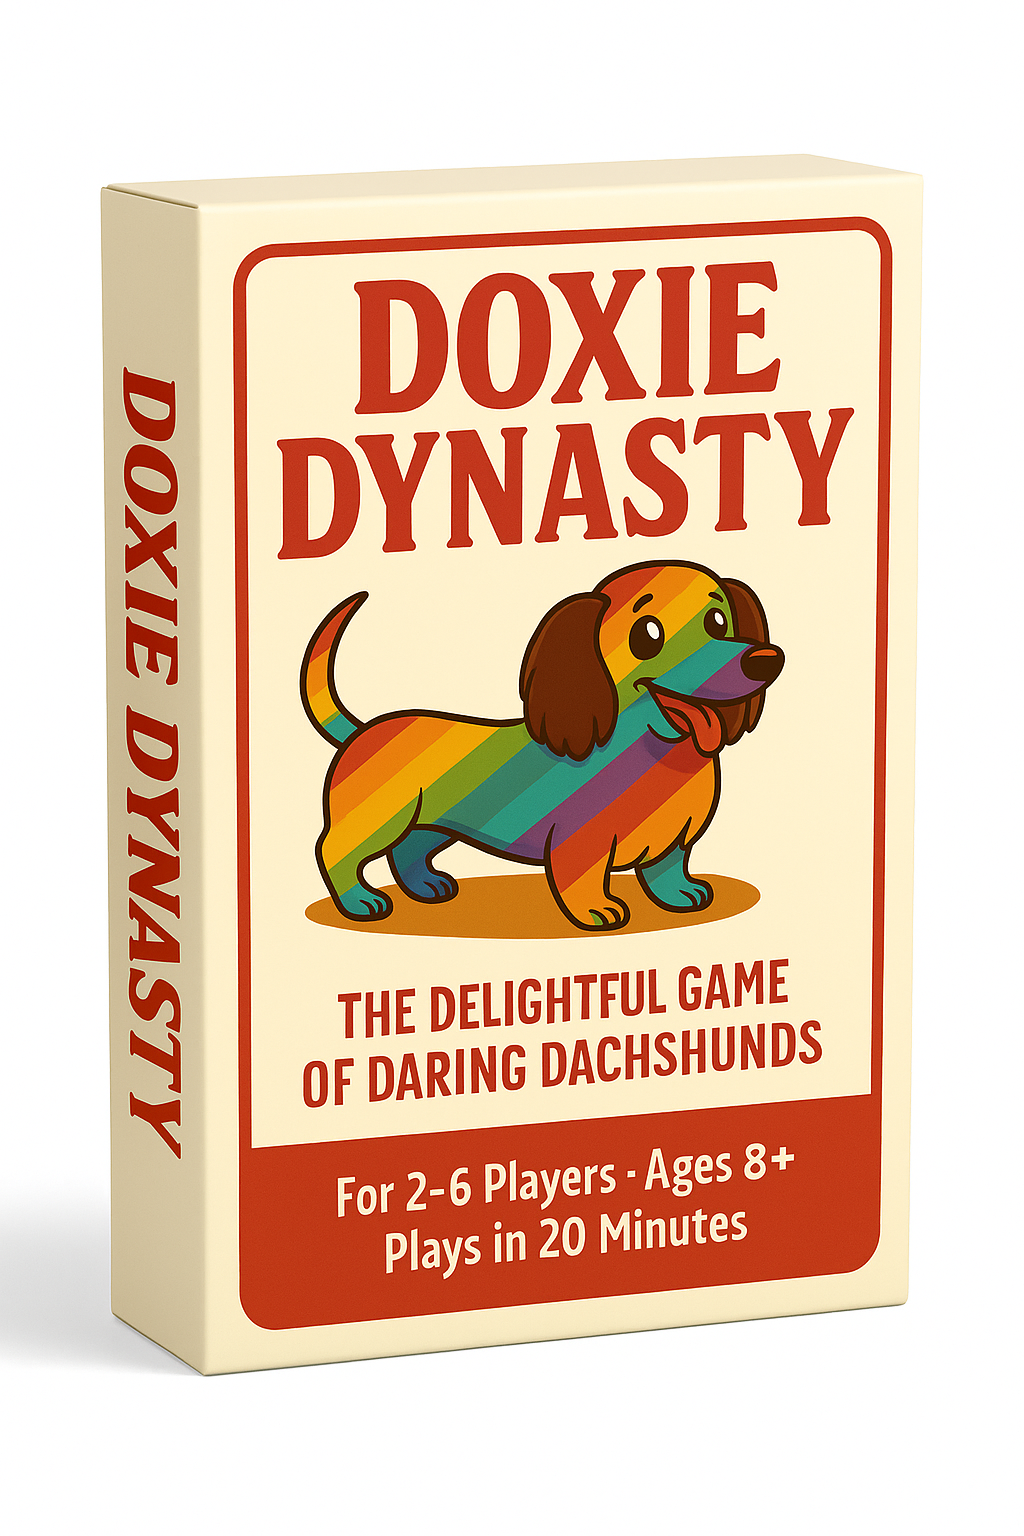 DOXIE DYNASTY
DOXIE
DYNASTY
THE DELIGHTFUL GAME
OF DARING DACHSHUNDS
For 2-6 Players · Ages 8+
Plays in 20 Minutes